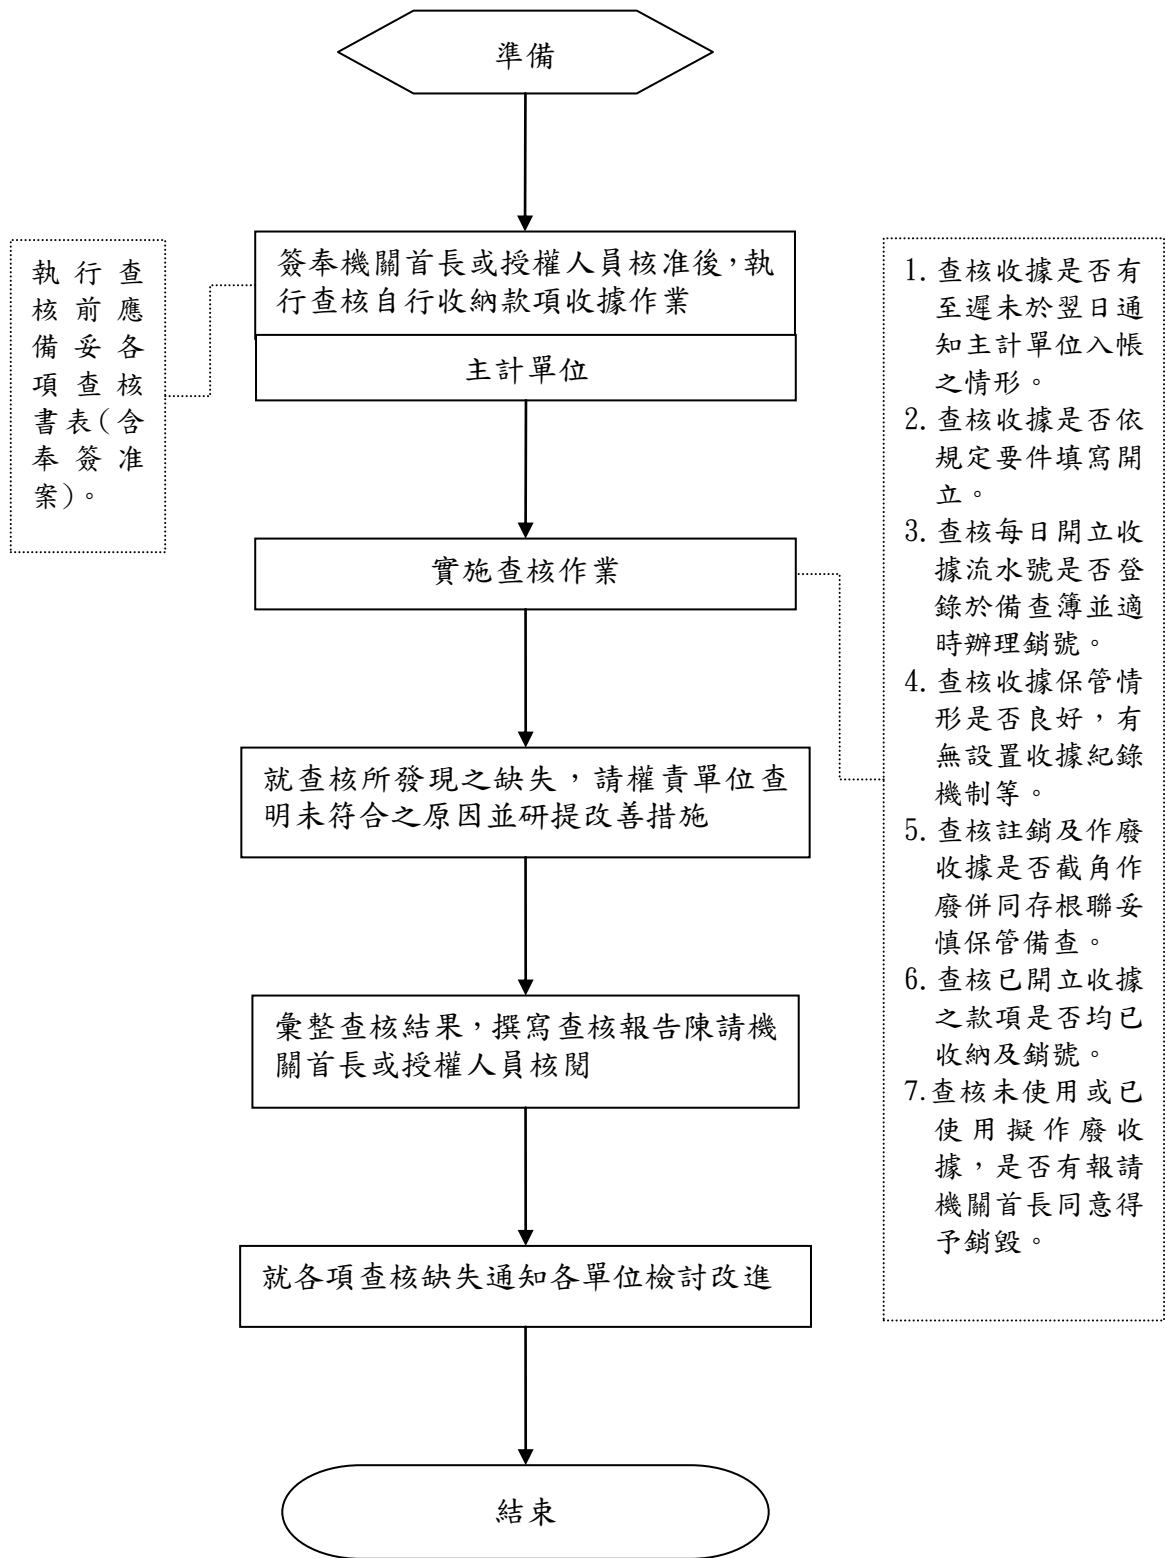 準備
簽奉機關首長或授權人員核准後，執
行查核自行收納款項收據作業
主計單位
執行查
核前應
備妥各
項查核
書表(含
奉簽准
案)。
實施查核作業
1. 查核收據是否有
至遲未於翌日通
知主計單位入帳
之情形。
2. 查核收據是否依
規定要件填寫開
立。
3. 查核每日開立收
據流水號是否登
錄於備查簿並適
時辦理銷號。
4. 查核收據保管情
形是否良好，有
無設置收據紀錄
機制等。
5. 查核註銷及作廢
收據是否截角作
廢併同存根聯妥
慎保管備查。
6. 查核已開立收據
之款項是否均已
收納及銷號。
7. 查核未使用或已
使用擬作廢收
據，是否有報請
機關首長同意得
予銷毀。
就查核所發現之缺失，請權責單位查
明未符合之原因並研提改善措施
彙整查核結果，撰寫查核報告陳請機
關首長或授權人員核閱
就各項查核缺失通知各單位檢討改進
結束